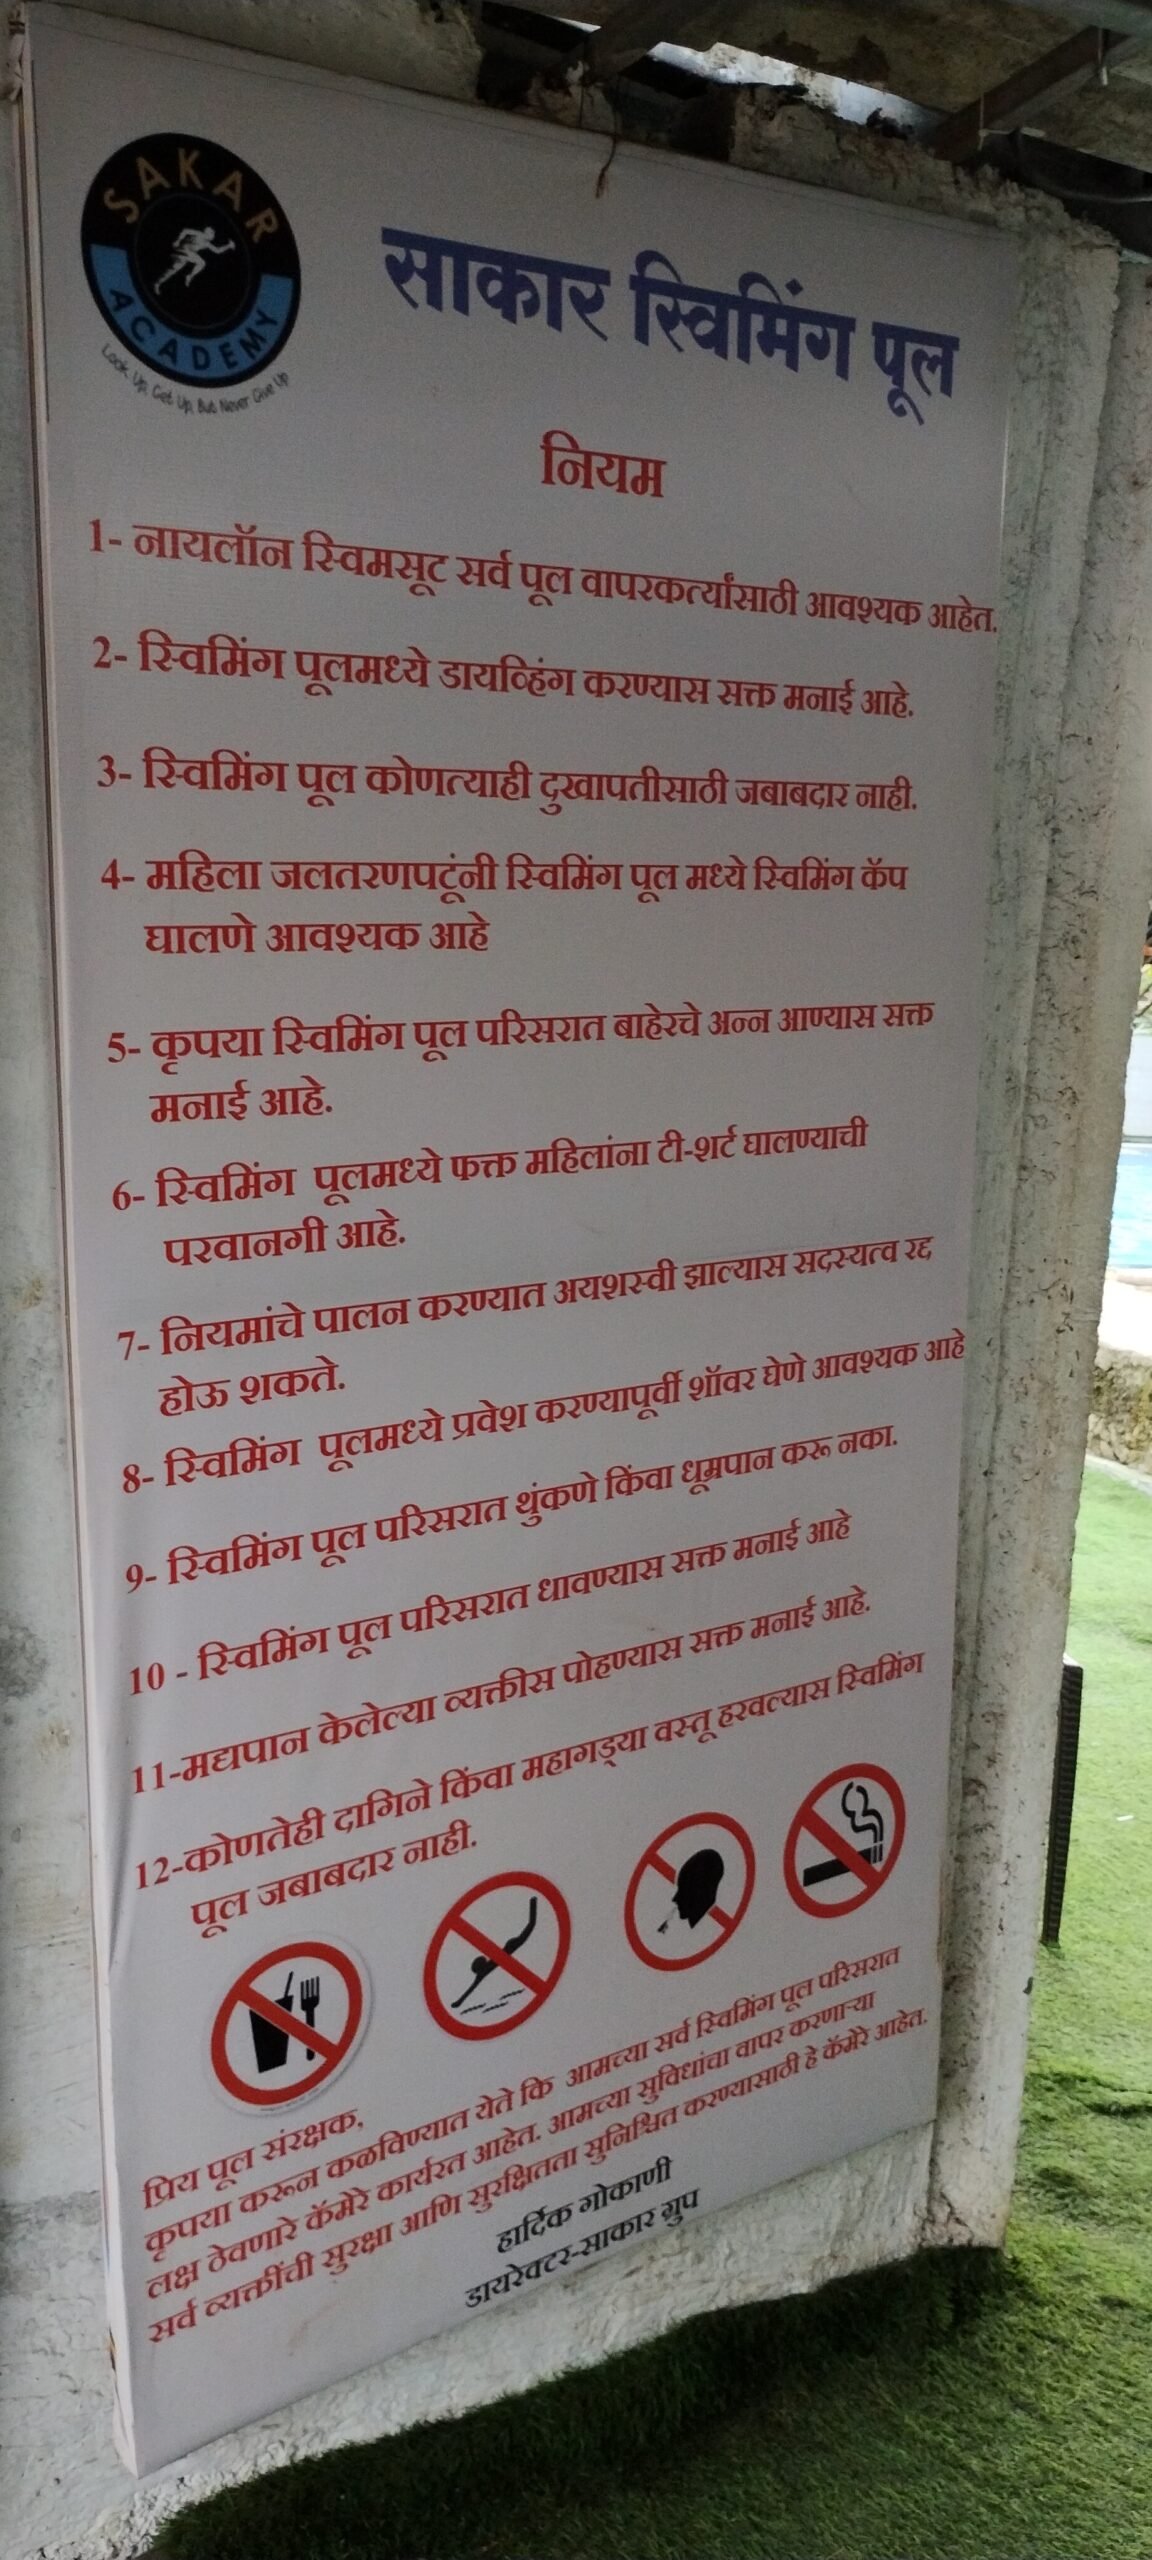 SAKAR
ACADEMY
Look Up, Get Up, But Never Give Up
साकार स्विमिंग पूल
नियम
1- नायलॉन स्विमसूट सर्व पूल वापरकर्त्यांसाठी आवश्यक आहेत.
2- स्विमिंग पूलमध्ये डायव्हिंग करण्यास सक्त मनाई आहे.
3- स्विमिंग पूल कोणत्याही दुखापतीसाठी जबाबदार नाही.
4- महिला जलतरणपटूंनी स्विमिंग पूल मध्ये स्विमिंग कॅप
घालणे आवश्यक आहे
5- कृपया स्विमिंग पूल परिसरात बाहेरचे अन्न आण्यास सक्त
मनाई आहे.
6- स्विमिंग पूलमध्ये फक्त महिलांना टी-शर्ट घालण्याची
परवानगी आहे.
7- नियमांचे पालन करण्यात अयशस्वी झाल्यास सदस्यत्व रद्द
होऊ शकते.
8- स्विमिंग पूलमध्ये प्रवेश करण्यापूर्वी शॉवर घेणे आवश्यक आहे
9- स्विमिंग पूल परिसरात थुंकणे किंवा धूम्रपान करू नका.
10 - स्विमिंग पूल परिसरात धावण्यास सक्त मनाई आहे
11-मद्यपान केलेल्या व्यक्तीस पोहण्यास सक्त मनाई आहे.
12-कोणतेही दागिने किंवा महागड्या वस्तू हरवल्यास स्विमिंग
पूल जबाबदार नाही.
प्रिय पूल संरक्षक,
कृपया करून कळविण्यात येते कि आमच्या सर्व स्विमिंग पूल परिसरात
लक्ष ठेवणारे कॅमेरे कार्यरत आहेत. आमच्या सुविधांचा वापर करणाऱ्या
सर्व व्यक्तींची सुरक्षा आणि सुरक्षितता सुनिश्चित करण्यासाठी हे कॅमेरे आहेत.
हार्दिक गोकाणी
डायरेक्टर-साकार ग्रुप